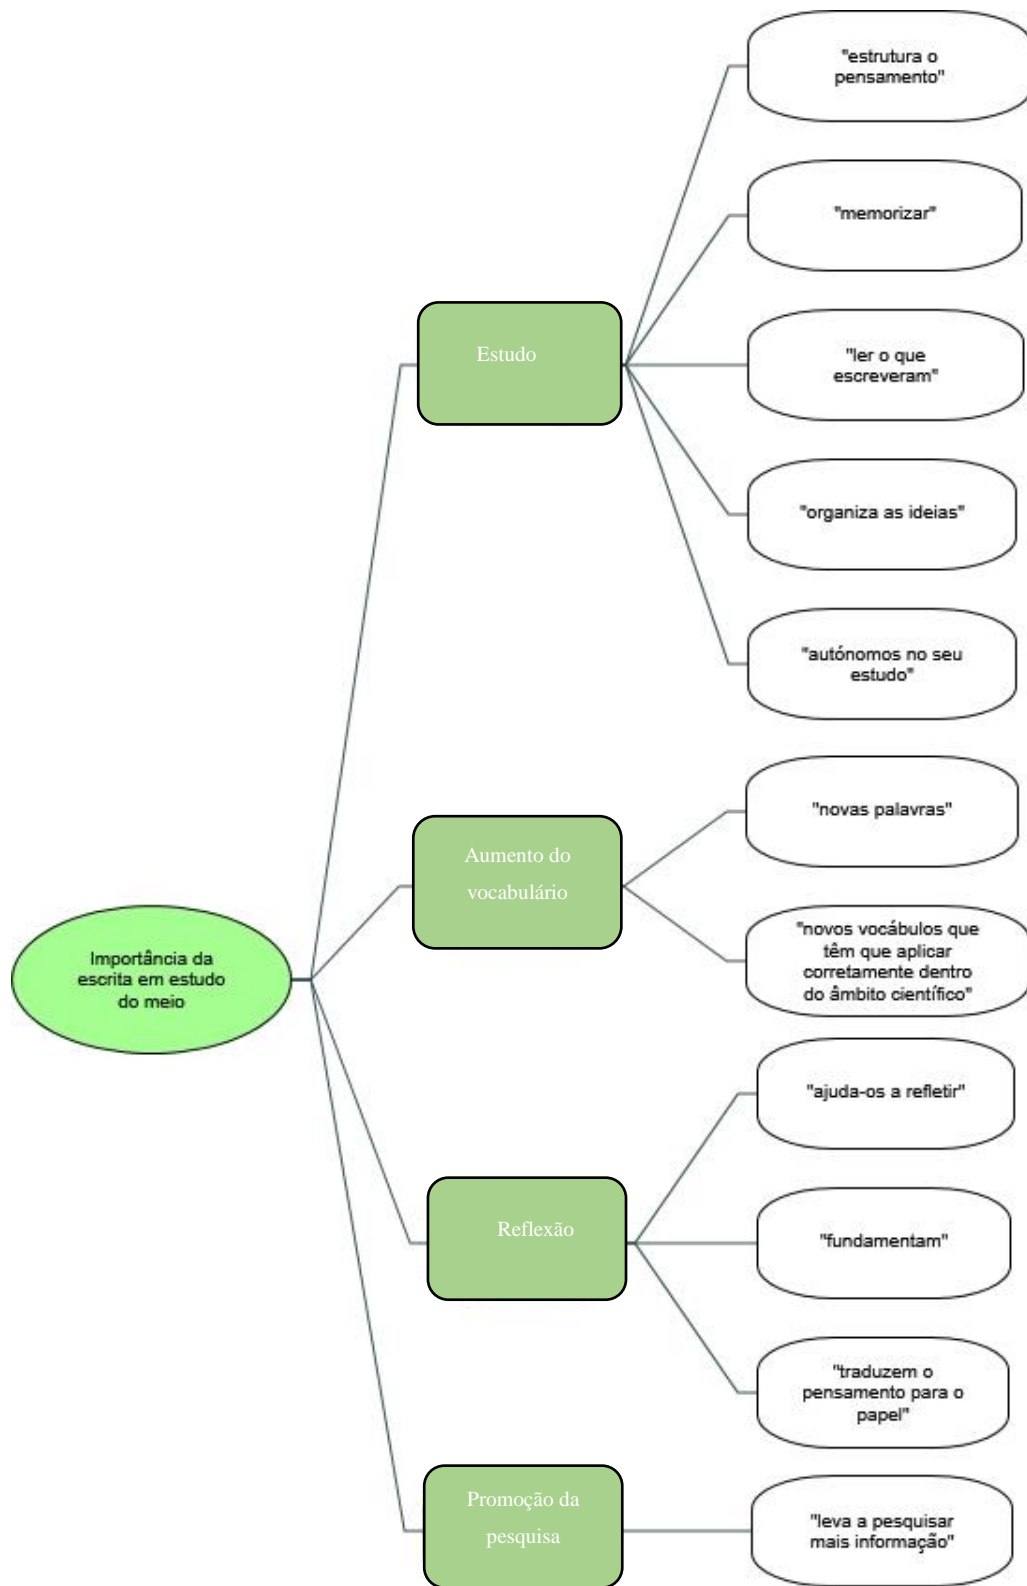 "estrutura o
pensamento"
"memorizar"
"ler o que
escreveram"
Estudo
"organiza as ideias"
"autónomos no seu
estudo"
"novas palavras"
Aumento do
vocabulário
"novos vocábulos que
têm que aplicar
corretamente dentro
do âmbito científico"
Importância da
escrita em estudo
do meio
"ajuda-os a refletir"
Reflexão
"fundamentam"
"traduzem o
pensamento para o
papel"
Promoção da
pesquisa
"leva a pesquisar
mais informação"